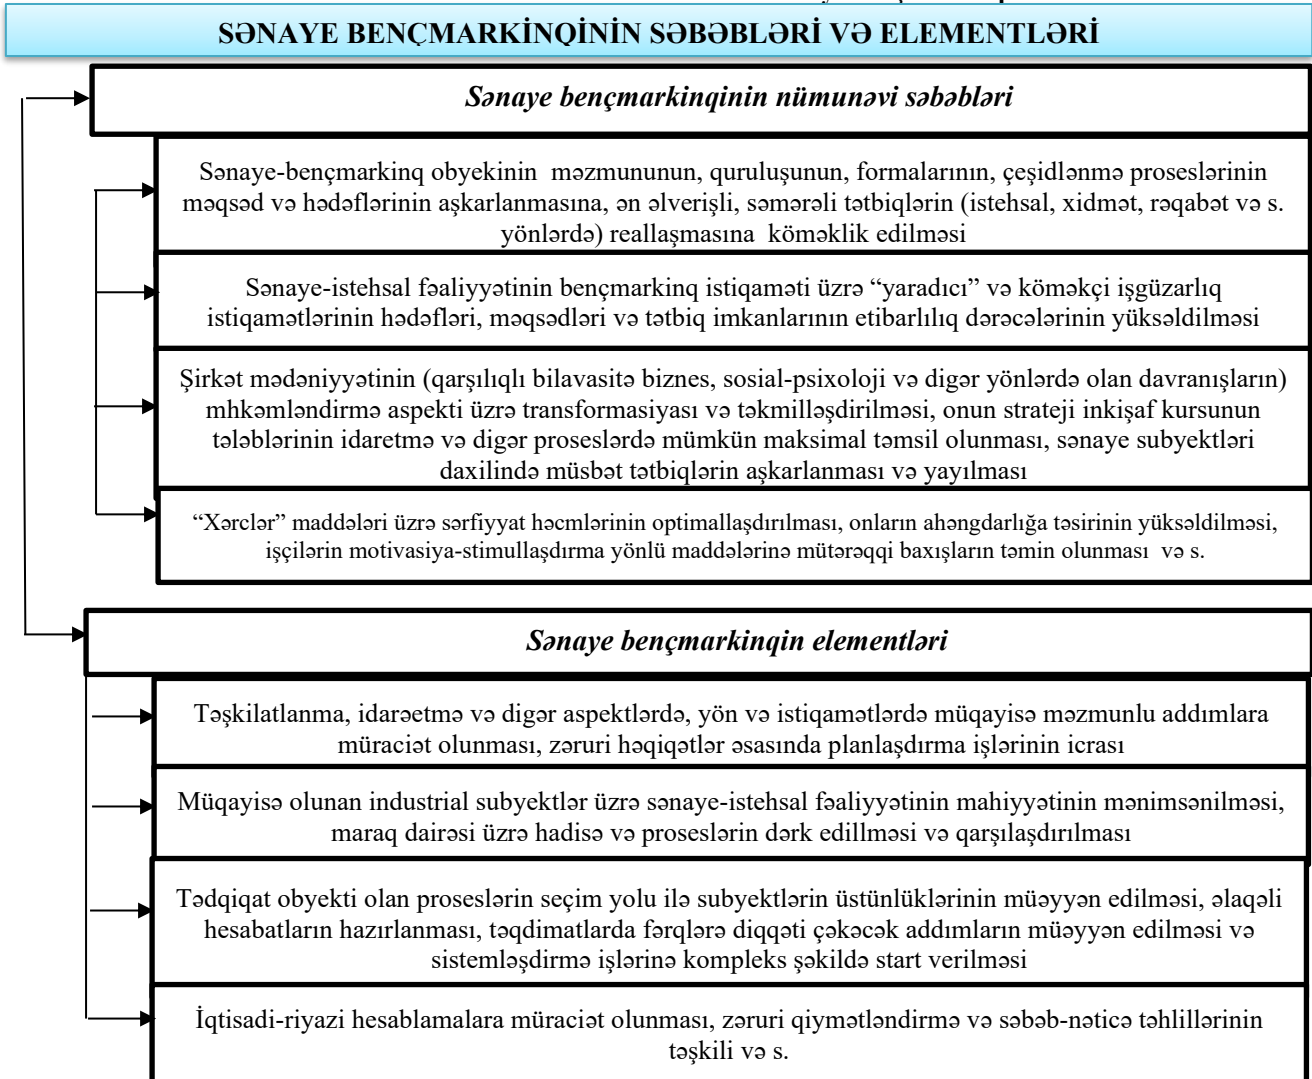 SƏNAYE BENÇMARKİNQİNİN SƏBƏBLƏRİ VƏ ELEMENTLƏRİ
Sənaye bençmarkinqinin nümunəvi səbəbləri
Sənaye-bençmarkinq obyekinin məzmununun, quruluşunun, formalarının, çeşidlənmə proseslərinin
məqsəd və hədəflərinin aşkarlanmasına, ən əlverişli, səmərəli tətbiqlərin (istehsal, xidmət, rəqabət və s.
yönlərdə) reallaşmasına köməklik edilməsi
Sənaye-istehsal fəaliyyətinin bençmarkinq istiqaməti üzrə “yaradıcı” və köməkçi işgüzarlıq
istiqamətlərinin hədəfləri, məqsədləri və tətbiq imkanlarının etibarlılıq dərəcələrinin yüksəldilməsi
Şirkət mədəniyyətinin (qarşılıqlı bilavasitə biznes, sosial-psixoloji və digər yönlərdə olan davranışların)
mhkəmləndirmə aspekti üzrə transformasiyası və təkmilləşdirilməsi, onun strateji inkişaf kursunun
tələblərinin idaretmə və digər proseslərdə mümkün maksimal təmsil olunması, sənaye subyektləri
daxilində müsbət tətbiqlərin aşkarlanması və yayılması
“Xərclər” maddələri üzrə sərfiyyat həcmlərinin optimallaşdırılması, onların ahəngdarlığa təsirinin yüksəldilməsi,
işçilərin motivasiya-stimullaşdırma yönlü maddələrinə mütərəqqi baxışların təmin olunması və s.
Sənaye bençmarkinqin elementləri
Təşkilatlanma, idarəetmə və digər aspektlərdə, yön və istiqamətlərdə müqayisə məzmunlu addımlara
müraciət olunması, zəruri həqiqətlər əsasında planlaşdırma işlərinin icrası
Müqayisə olunan industrial subyektlər üzrə sənaye-istehsal fəaliyyətinin mahiyyətinin mənimsənilməsi,
maraq dairəsi üzrə hadisə və proseslərin dərk edillməsi və qarşılaşdırılması
Tədqiqat obyekti olan proseslərin seçim yolu ilə subyektlərin üstünlüklərinin müəyyən edilməsi, əlaqəli
hesabatların hazırlanması, təqdimatlarda fərqlərə diqqəti çəkəcək addımların müəyyən edilməsi və
sistemləşdirmə işlərinə kompleks şəkildə start verilməsi
İqtisadi-riyazi hesablamalara müraciət olunması, zəruri qiymətləndirmə və səbəb-nəticə təhlillərinin
təşkili və s.